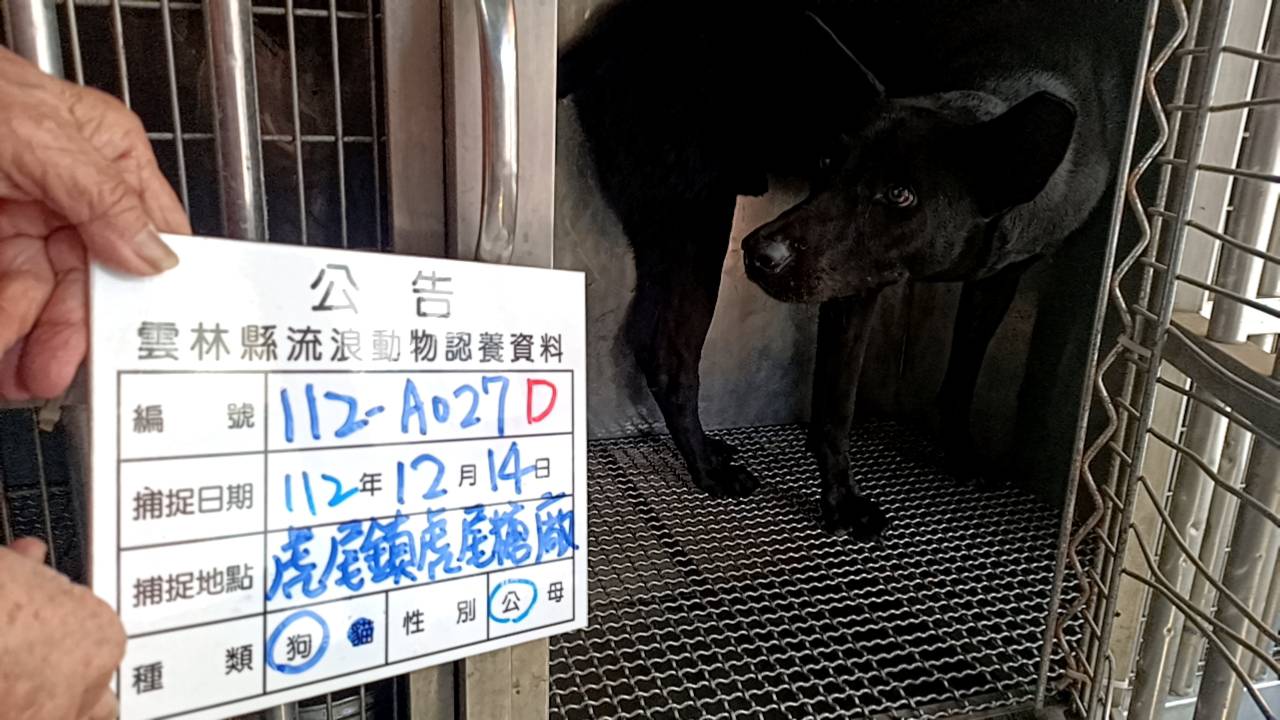 公告
雲林縣流浪動物認養資料
編號 112-A027 D
捕捉日期 112年12月14日
捕捉地點 虎尾鎮虎尾糖廠
種類 狗 貓 性別 公 母